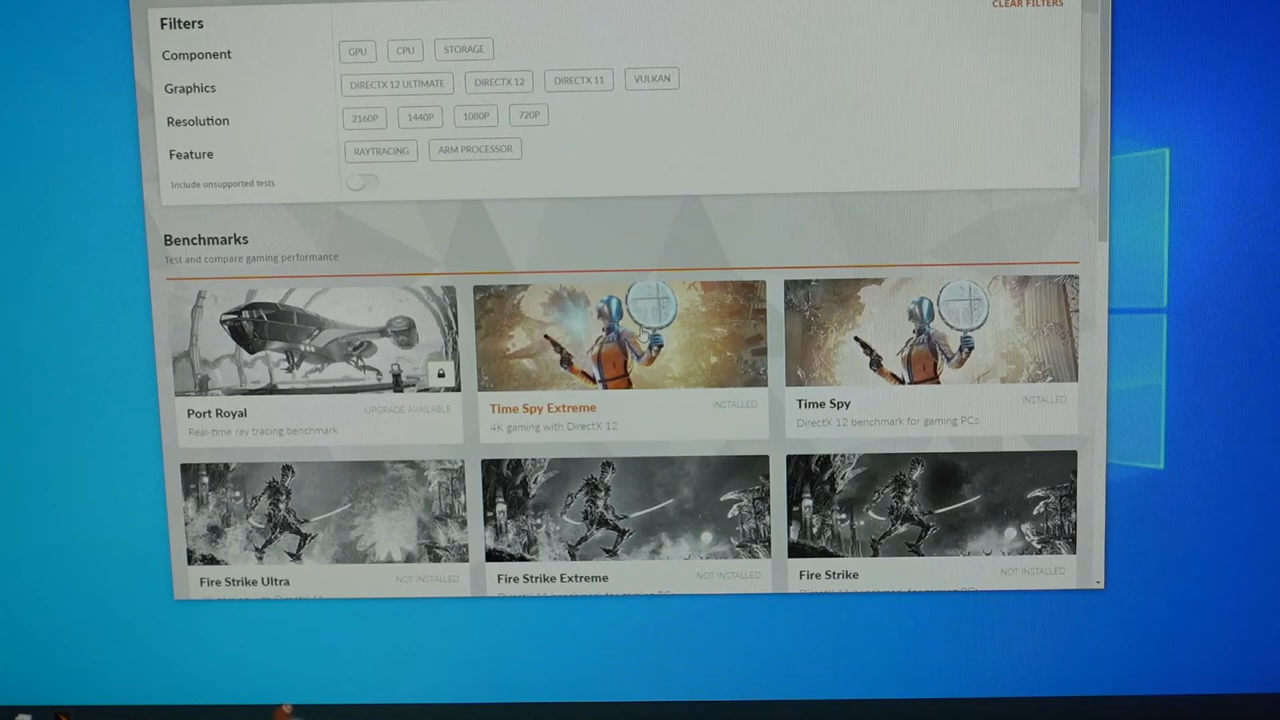 CLEAR FILTERS
Filters
Component
GPU
CPU
STORAGE
Graphics
DIRECTX 12 ULTIMATE
DIRECTX 12
DIRECTX 11
VULKAN
Resolution
2160P
1440P
1080P
720P
Feature
RAYTRACING
ARM PROCESSOR
Include unsupported tests
Benchmarks
Test and compare gaming performance
Port Royal
UPGRADE AVAILABLE
Real-time ray tracing benchmark
Time Spy Extreme
INSTALLED
4K gaming with DirectX 12
Time Spy
INSTALLED
DirectX 12 benchmark for gaming PCs
Fire Strike Ultra
NOT INSTALLED
Fire Strike Extreme
NOT INSTALLED
Fire Strike
NOT INSTALLED